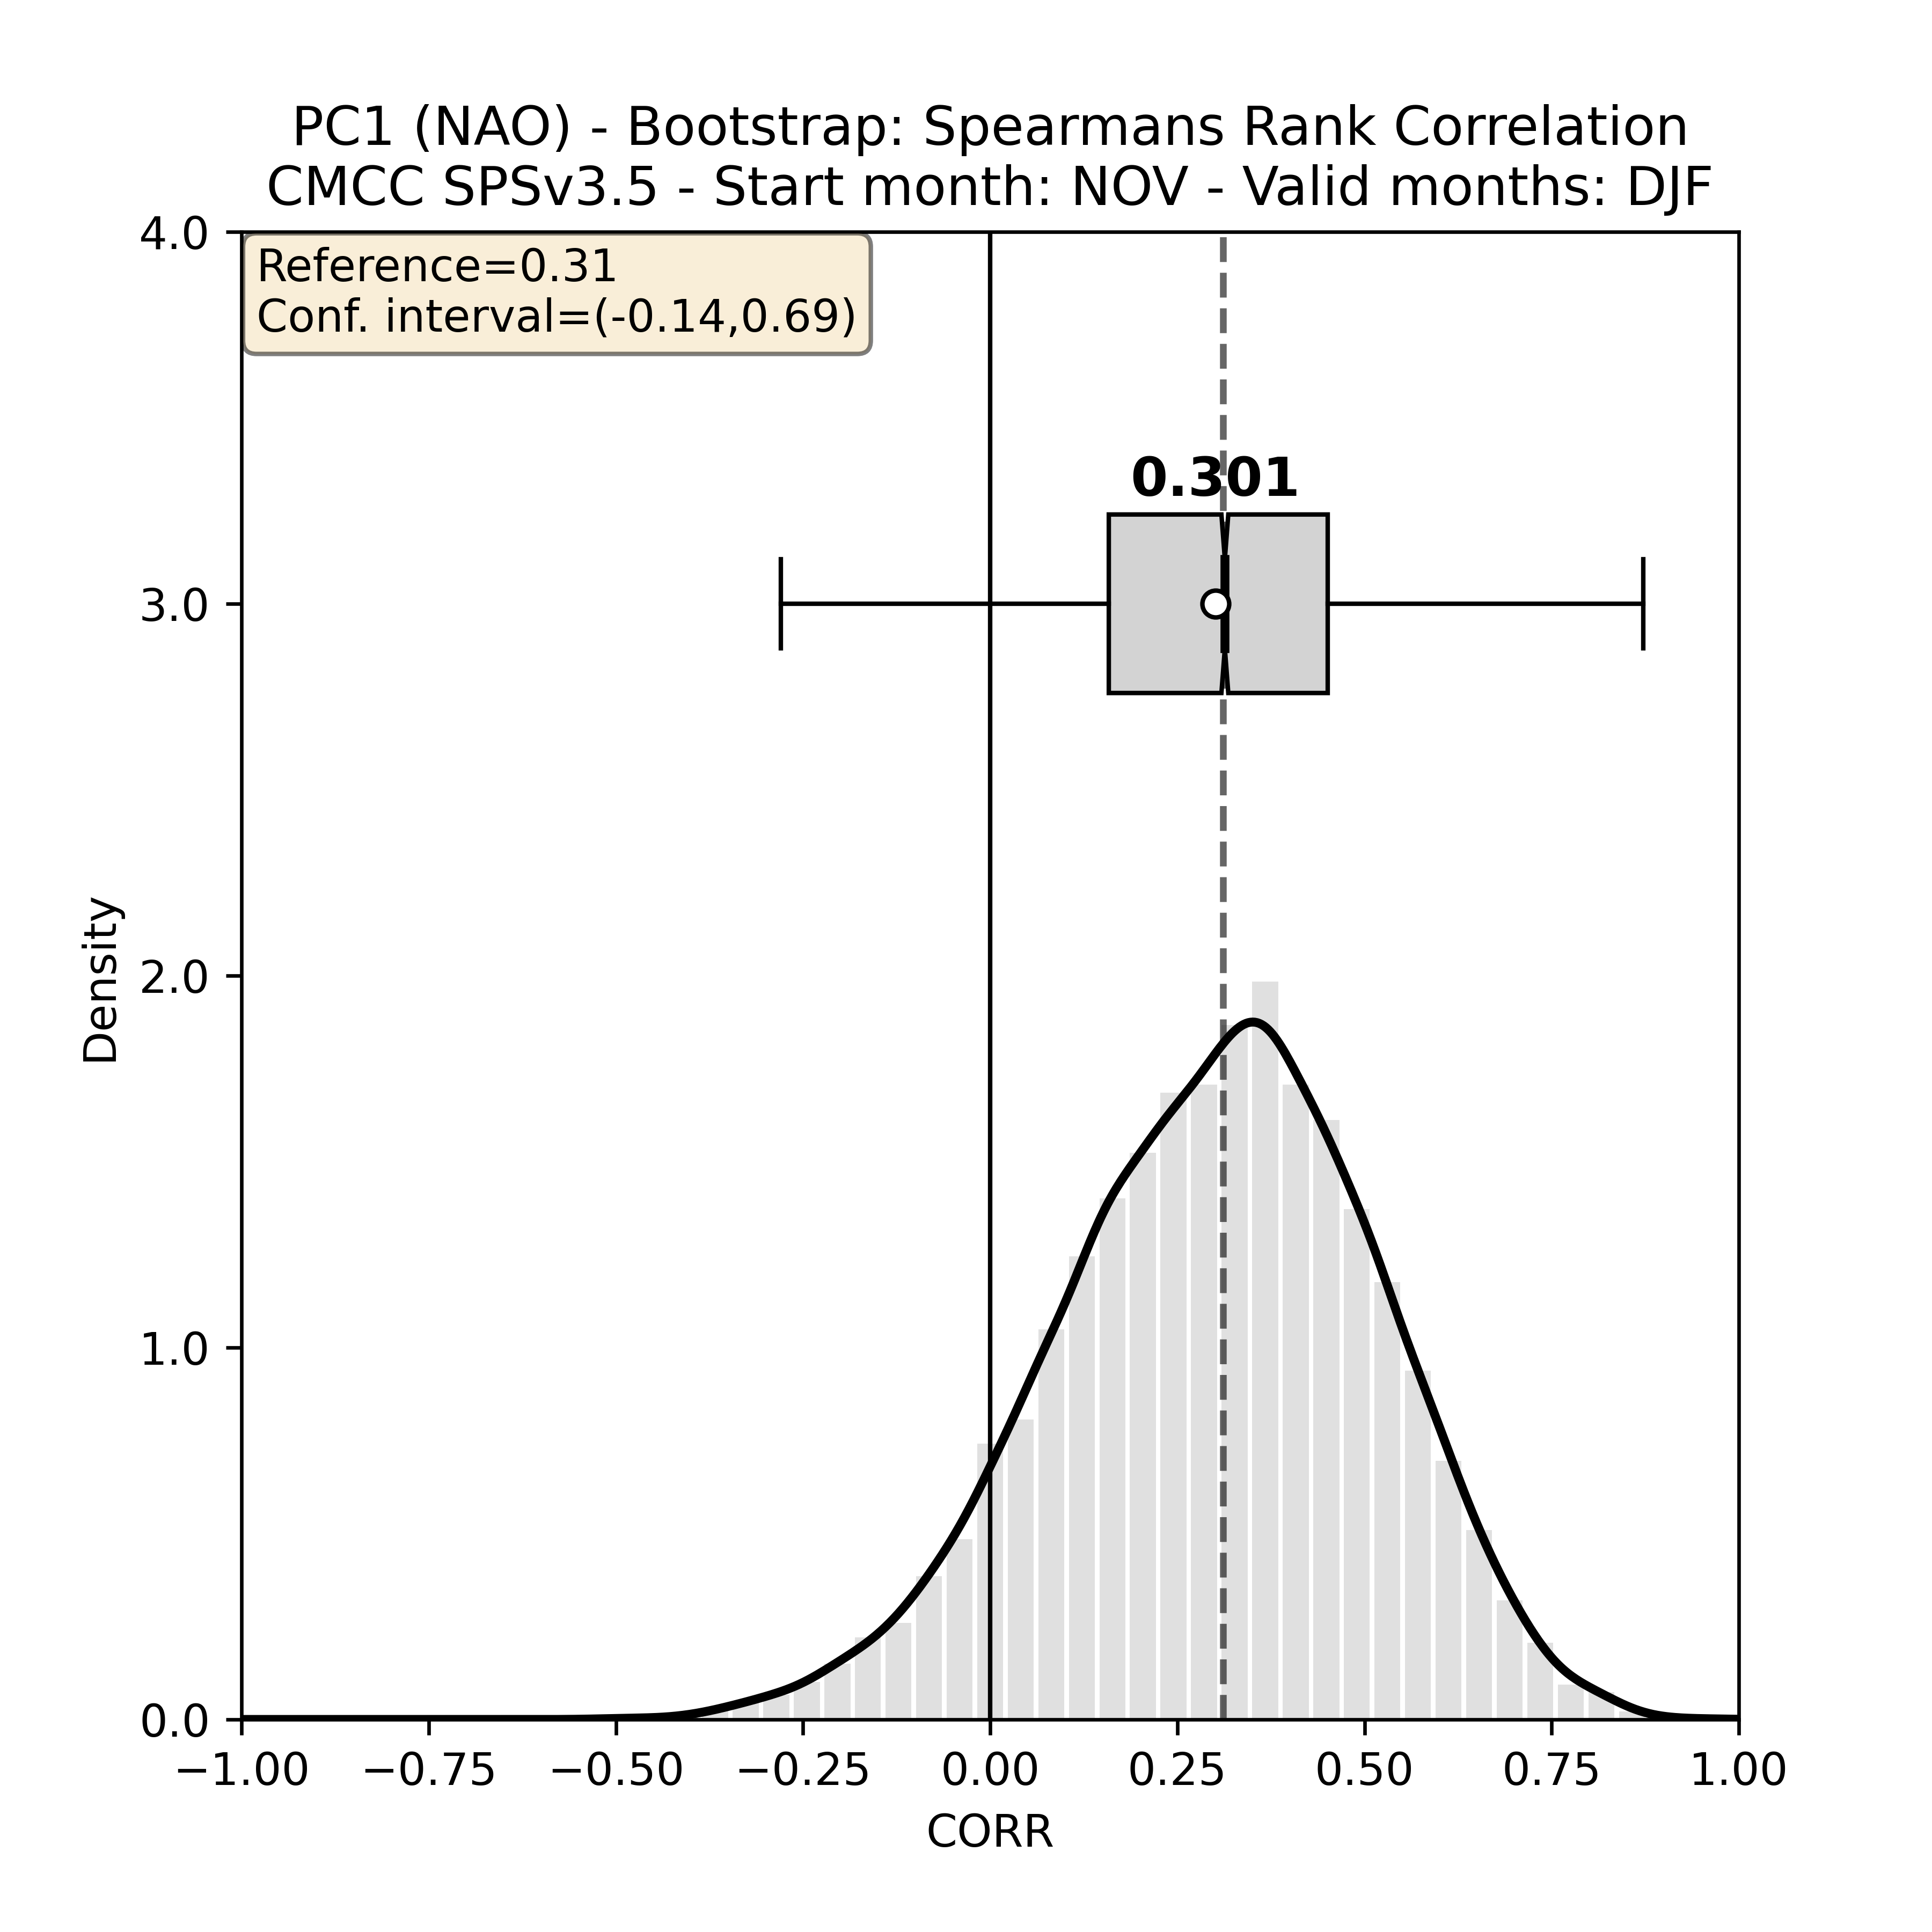 PC1 (NAO) - Bootstrap: Spearmans Rank Correlation
CMCC SPSv3.5 - Start month: NOV - Valid months: DJF
4.0
Reference=0.31
Conf. interval=(-0.14,0.69)
0.301
3.0
2.0
Density
1.0
0.0
−1.00 −0.75 −0.50 −0.25 0.00 0.25 0.50 0.75 1.00
CORR